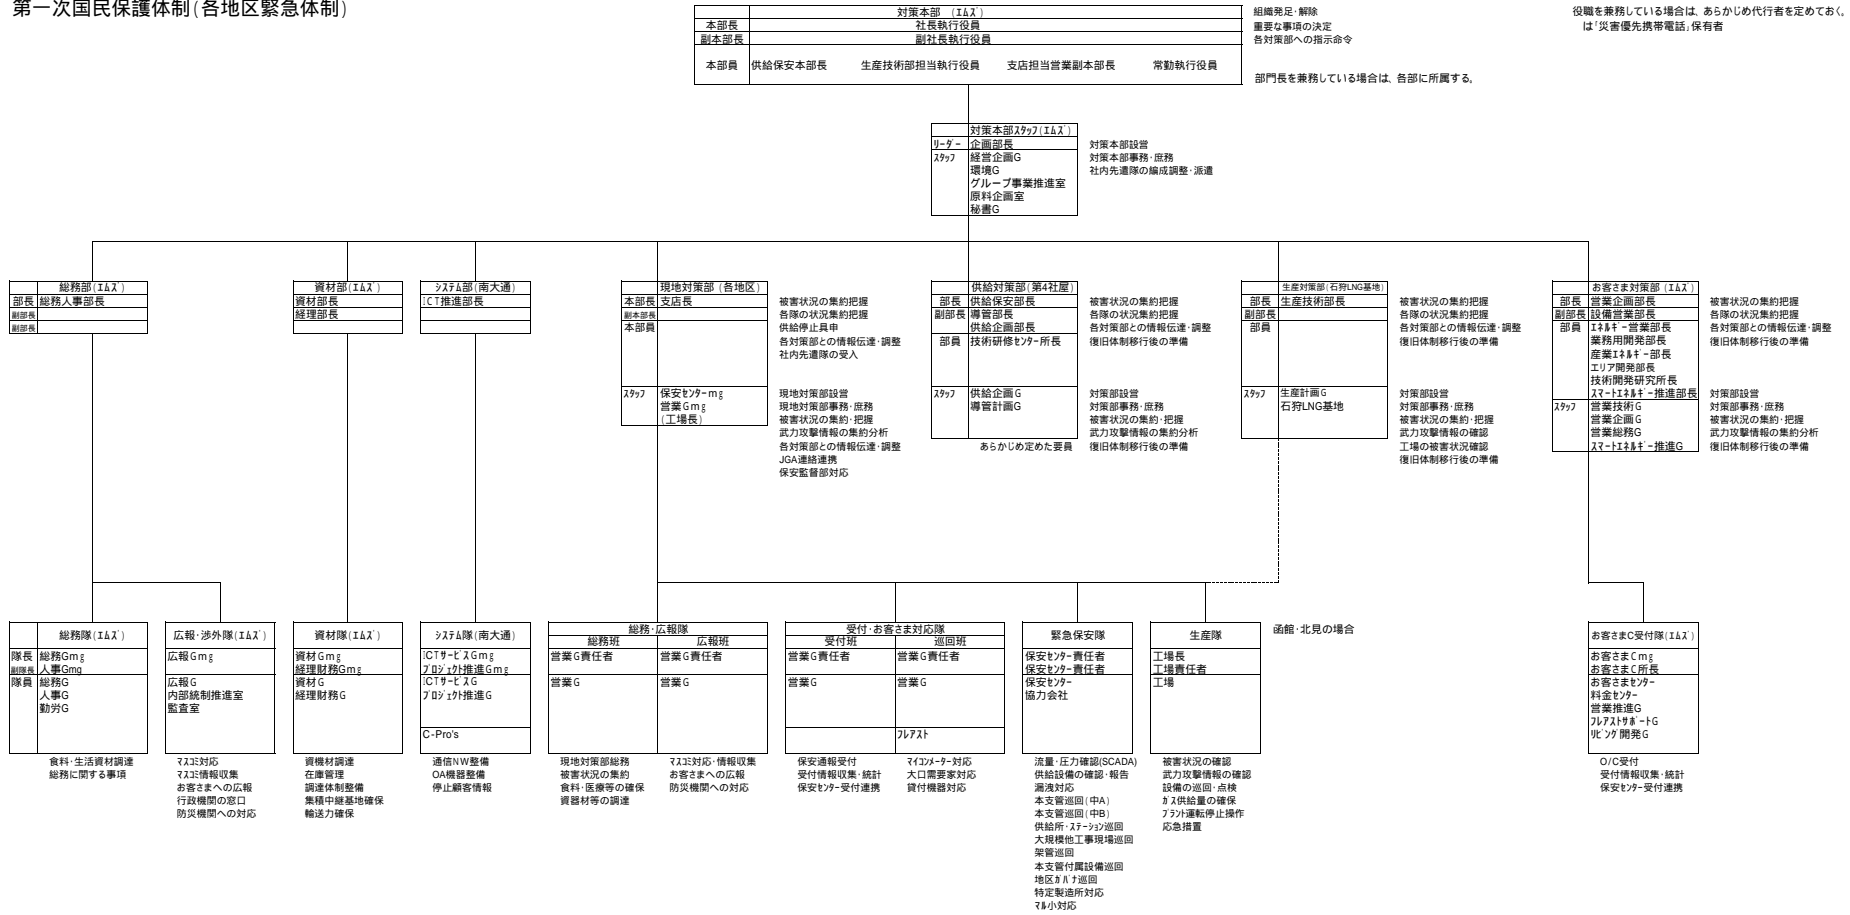 第一次国民保護体制(各地区緊急体制)
対策本部 (エムズ)
本部長 社長執行役員
副本部長 副社長執行役員
本部員 供給保安本部長 生産技術部担当執行役員 支店担当営業副本部長 常勤執行役員
組織発足・解除
重要な事項の決定
各対策部への指示命令
部門長を兼務している場合は、各部に所属する。
役職を兼務している場合は、あらかじめ代行者を定めておく。
は「災害優先携帯電話」保有者
対策本部スタッフ(エムズ)
リーダー 企画部長
スタッフ 経営企画G
環境G
グループ事業推進室
原料企画室
秘書G
対策本部設営
対策本部事務・庶務
社内先遣隊の編成調整・派遣
総務部(エムズ)
部長 総務人事部長
副部長
副部長
資材部(エムズ)
資材部長
経理部長
システム部(南大通)
ICT推進部長
現地対策部 (各地区)
本部長 支店長
副本部長
本部員
スタッフ 保安センターmg
営業Gmg
(工場長)
被害状況の集約把握
各隊の状況集約把握
供給停止具申
各対策部との情報伝達・調整
社内先遣隊の受入
現地対策部設営
現地対策部事務・庶務
被害状況の集約・把握
武力攻撃情報の集約分析
各対策部との情報伝達・調整
JGA連絡連携
保安監督部対応
供給対策部(第4社屋)
部長 供給保安部長
副部長 導管部長
供給企画部長
部員 技術研修センター所長
スタッフ 供給企画G
導管計画G
あらかじめ定めた要員
被害状況の集約把握
各隊の状況集約把握
各対策部との情報伝達・調整
復旧体制移行後の準備
対策部設営
対策部事務・庶務
被害状況の集約・把握
武力攻撃情報の集約分析
復旧体制移行後の準備
生産対策部(石狩LNG基地)
部長 生産技術部長
副部長
部員
スタッフ 生産計画G
石狩LNG基地
被害状況の集約把握
各隊の状況集約把握
各対策部との情報伝達・調整
復旧体制移行後の準備
対策部設営
対策部事務・庶務
被害状況の集約・把握
武力攻撃情報の確認
工場の被害状況確認
復旧体制移行後の準備
お客さま対策部 (エムズ)
部長 営業企画部長
副部長 設備営業部長
部員 エネルギー営業部長
業務用開発部長
産業エネルギー部長
エリア開発部長
技術開発研究所長
スマートエネルギー推進部長
スタッフ 営業技術G
営業企画G
営業総務G
スマートエネルギー推進G
被害状況の集約把握
各隊の状況集約把握
各対策部との情報伝達・調整
復旧体制移行後の準備
対策部設営
対策部事務・庶務
被害状況の集約・把握
武力攻撃情報の集約分析
復旧体制移行後の準備
総務隊(エムズ)
隊長 総務Gmg
副隊長 人事Gmg
隊員 総務G
人事G
勤労G
食料・生活資材調達
総務に関する事項
広報・渉外隊(エムズ)
広報Gmg
広報G
内部統制推進室
監査室
マスコミ対応
マスコミ情報収集
お客さまへの広報
行政機関の窓口
防災機関への対応
資材隊(エムズ)
資材Gmg
経理財務Gmg
資材G
経理財務G
資機材調達
在庫管理
調達体制整備
集積中継基地確保
輸送力確保
システム隊(南大通)
ICTサービスGmg
プロジェクト推進Gmg
ICTサービスG
プロジェクト推進G
C-Pro's
通信NW整備
OA機器整備
停止顧客情報
総務・広報隊
総務班 広報班
営業G責任者 営業G責任者
営業G 営業G
現地対策部総務
被害状況の集約
食料・医療等の確保
資器材等の調達
マスコミ対応・情報収集
お客さまへの広報
防災機関への対応
受付・お客さま対応隊
受付班 巡回班
営業G責任者 営業G責任者
営業G 営業G
フレアスト
保安通報受付
受付情報収集・統計
保安センター受付連携
マイコンメーター対応
大口需要家対応
貸付機器対応
緊急保安隊
保安センター責任者
保安センター責任者
保安センター
協力会社
流量・圧力確認(SCADA)
供給設備の確認・報告
漏洩対応
本支管巡回(中A)
本支管巡回(中B)
供給所・ステーション巡回
大規模他工事現場巡回
架管巡回
本支管付属設備巡回
地区ガバナ巡回
特定製造所対応
マル小対応
生産隊
工場長
工場責任者
工場
被害状況の確認
武力攻撃情報の確認
設備の巡回・点検
ガス供給量の確保
プラント運転停止操作
応急措置
函館・北見の場合
お客さまC受付隊(エムズ)
お客さまCmg
お客さまC所長
お客さまセンター
料金センター
営業推進G
フレアストサポートG
リビング開発G
O/C受付
受付情報収集・統計
保安センター受付連携